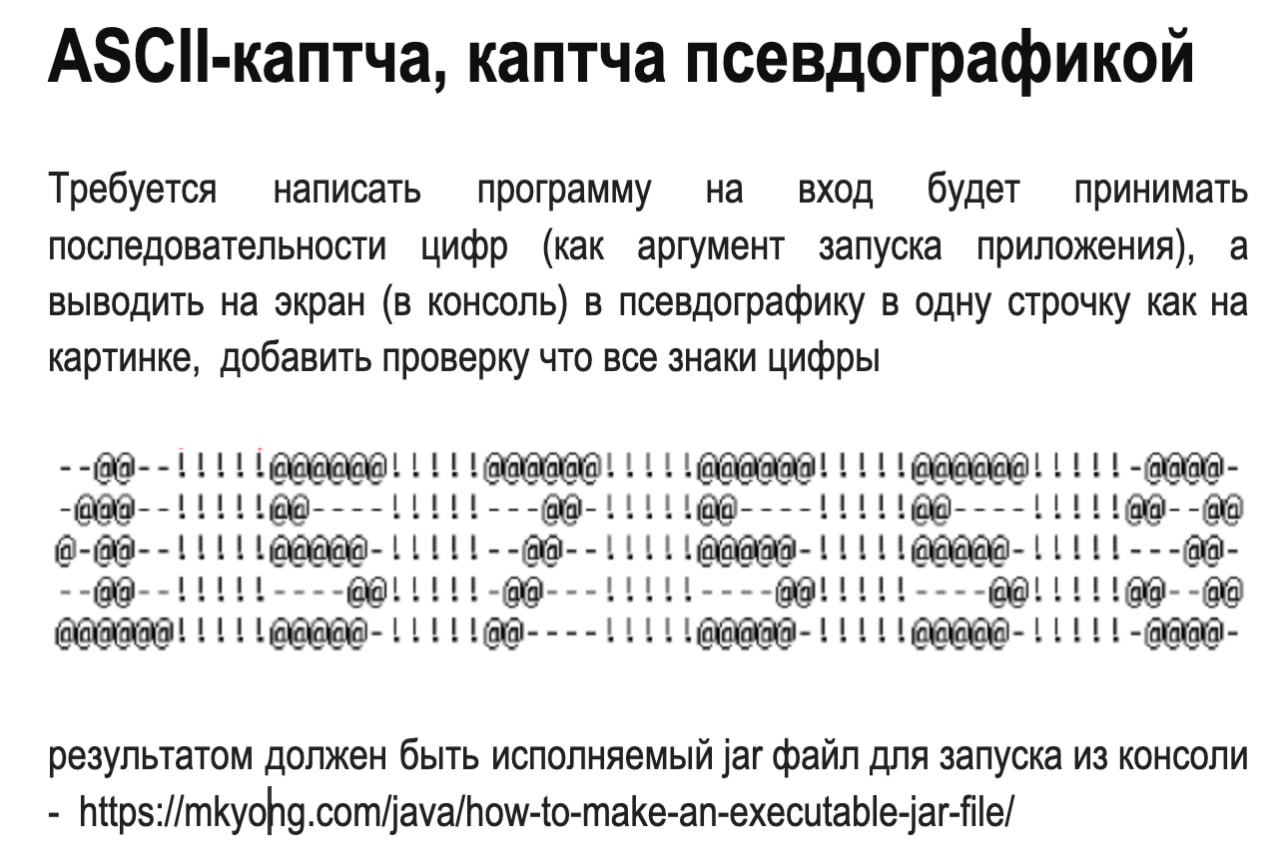 ASCII-каптча, каптча псевдографикой
Требуется написать программу на вход будет принимать
последовательности цифр (как аргумент запуска приложения), а
выводить на экран (в консоль) в псевдографику в одну строчку как на
картинке, добавить проверку что все знаки цифры
--@@--!!!!!@@@@@@!!!!!@@@@@@!!!!!@@@@@@!!!!!@@@@@@!!!!!-@@@@-
-@@@--!!!!!@@----!!!!!---@@-!!!!!@@----!!!!!@@----!!!!!@@--@@
@-@@--!!!!!@@@@@-!!!!!--@@--!!!!!@@@@@-!!!!!@@@@@-!!!!!---@@-
--@@--!!!!!----@@!!!!!-@@---!!!!!----@@!!!!!----@@!!!!!@@--@@
@@@@@@!!!!!@@@@@-!!!!!@@----!!!!!@@@@@-!!!!!@@@@@-!!!!!-@@@@-
результатом должен быть исполняемый jar файл для запуска из консоли
- https://mkyong.com/java/how-to-make-an-executable-jar-file/